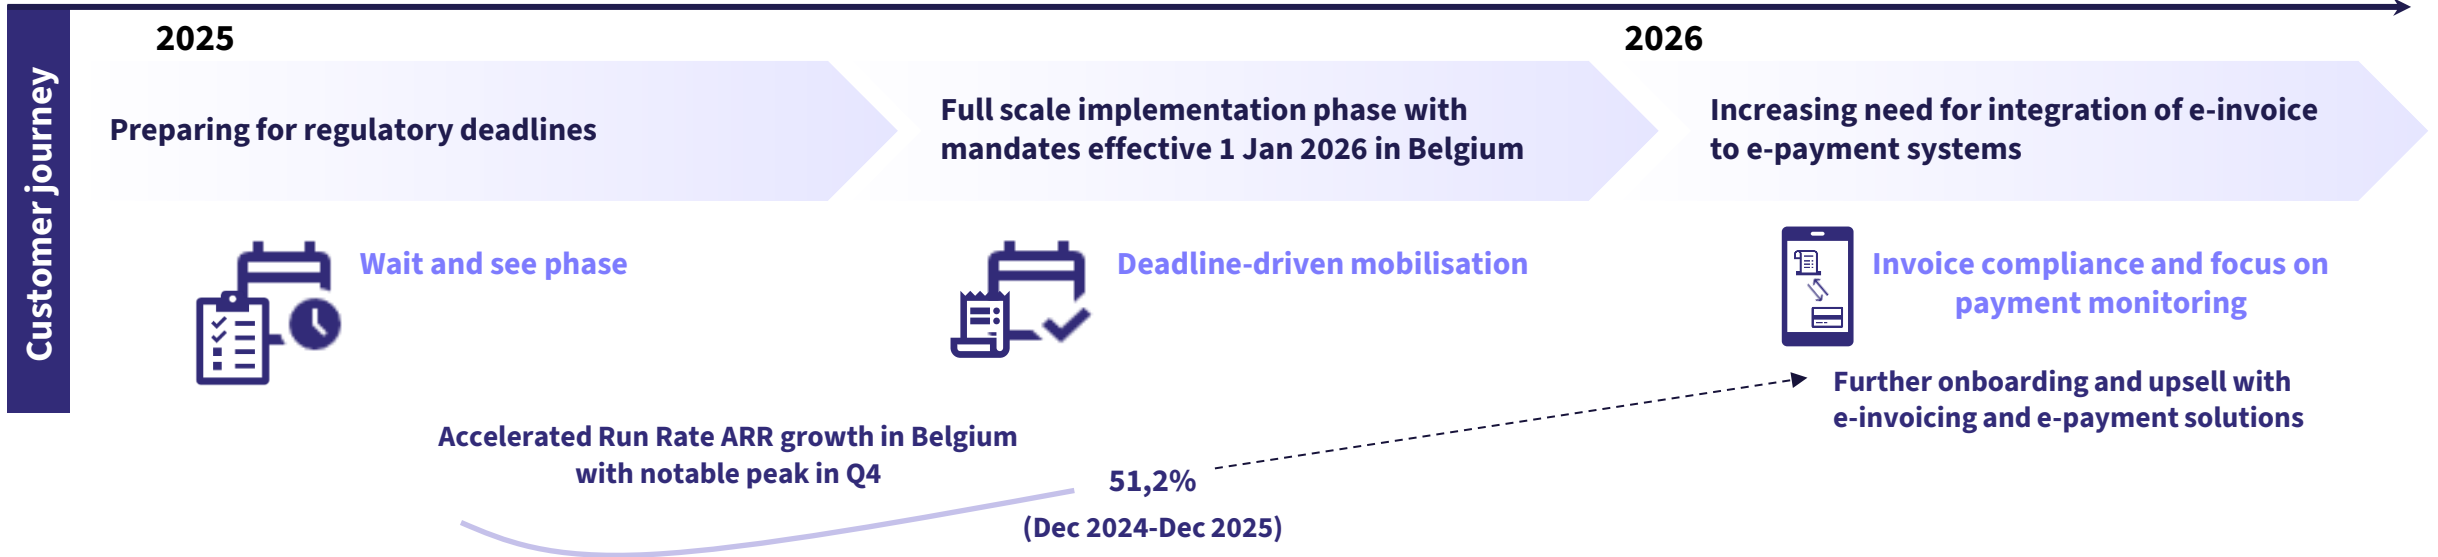 2025
2026
Customer journey
Preparing for regulatory deadlines
Full scale implementation phase with
mandates effective 1 Jan 2026 in Belgium
Increasing need for integration of e-invoice
to e-payment systems
Wait and see phase
Deadline-driven mobilisation
Invoice compliance and focus on
payment monitoring
Further onboarding and upsell with
e-invoicing and e-payment solutions
Accelerated Run Rate ARR growth in Belgium
with notable peak in Q4
51,2%
(Dec 2024-Dec 2025)